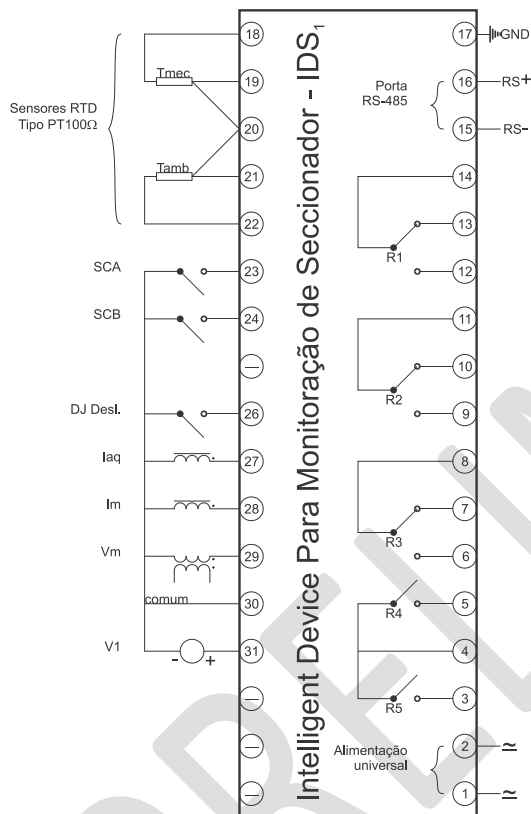 18
17
GND
Tmec
19
16
RS+
Sensores RTD
Tipo PT100Ω
Porta
RS-485
20
15
RS-
Tamb
21
14
22
13
R1
SCA
23
12
SCB
24
11
10
R2
DJ Desl.
26
9
Iaq
27
8
Im
28
7
R3
Vm
29
6
comum
30
5
R4
V1
- +
31
4
3
R5
Alimentação
universal
2
1
Intelligent Device Para Monitoração de Seccionador - IDS1
PRELIM